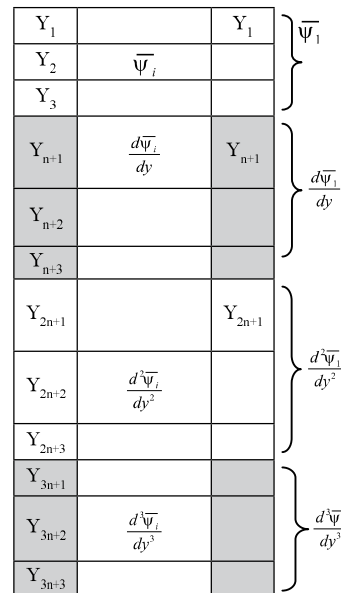 Y₁ Y₁
Y₂ ψ̅ᵢ ψ̅₁
Y₃
Yₙ₊₁ dψ̅ᵢ/dy Yₙ₊₁
Yₙ₊₂ dψ̅₁/dy
Yₙ₊₃
Y₂ₙ₊₁ Y₂ₙ₊₁
Y₂ₙ₊₂ d²ψ̅ᵢ/dy² d²ψ̅₁/dy²
Y₂ₙ₊₃
Y₃ₙ₊₁
Y₃ₙ₊₂ d³ψ̅ᵢ/dy³ d³ψ̅/dy³
Y₃ₙ₊₃